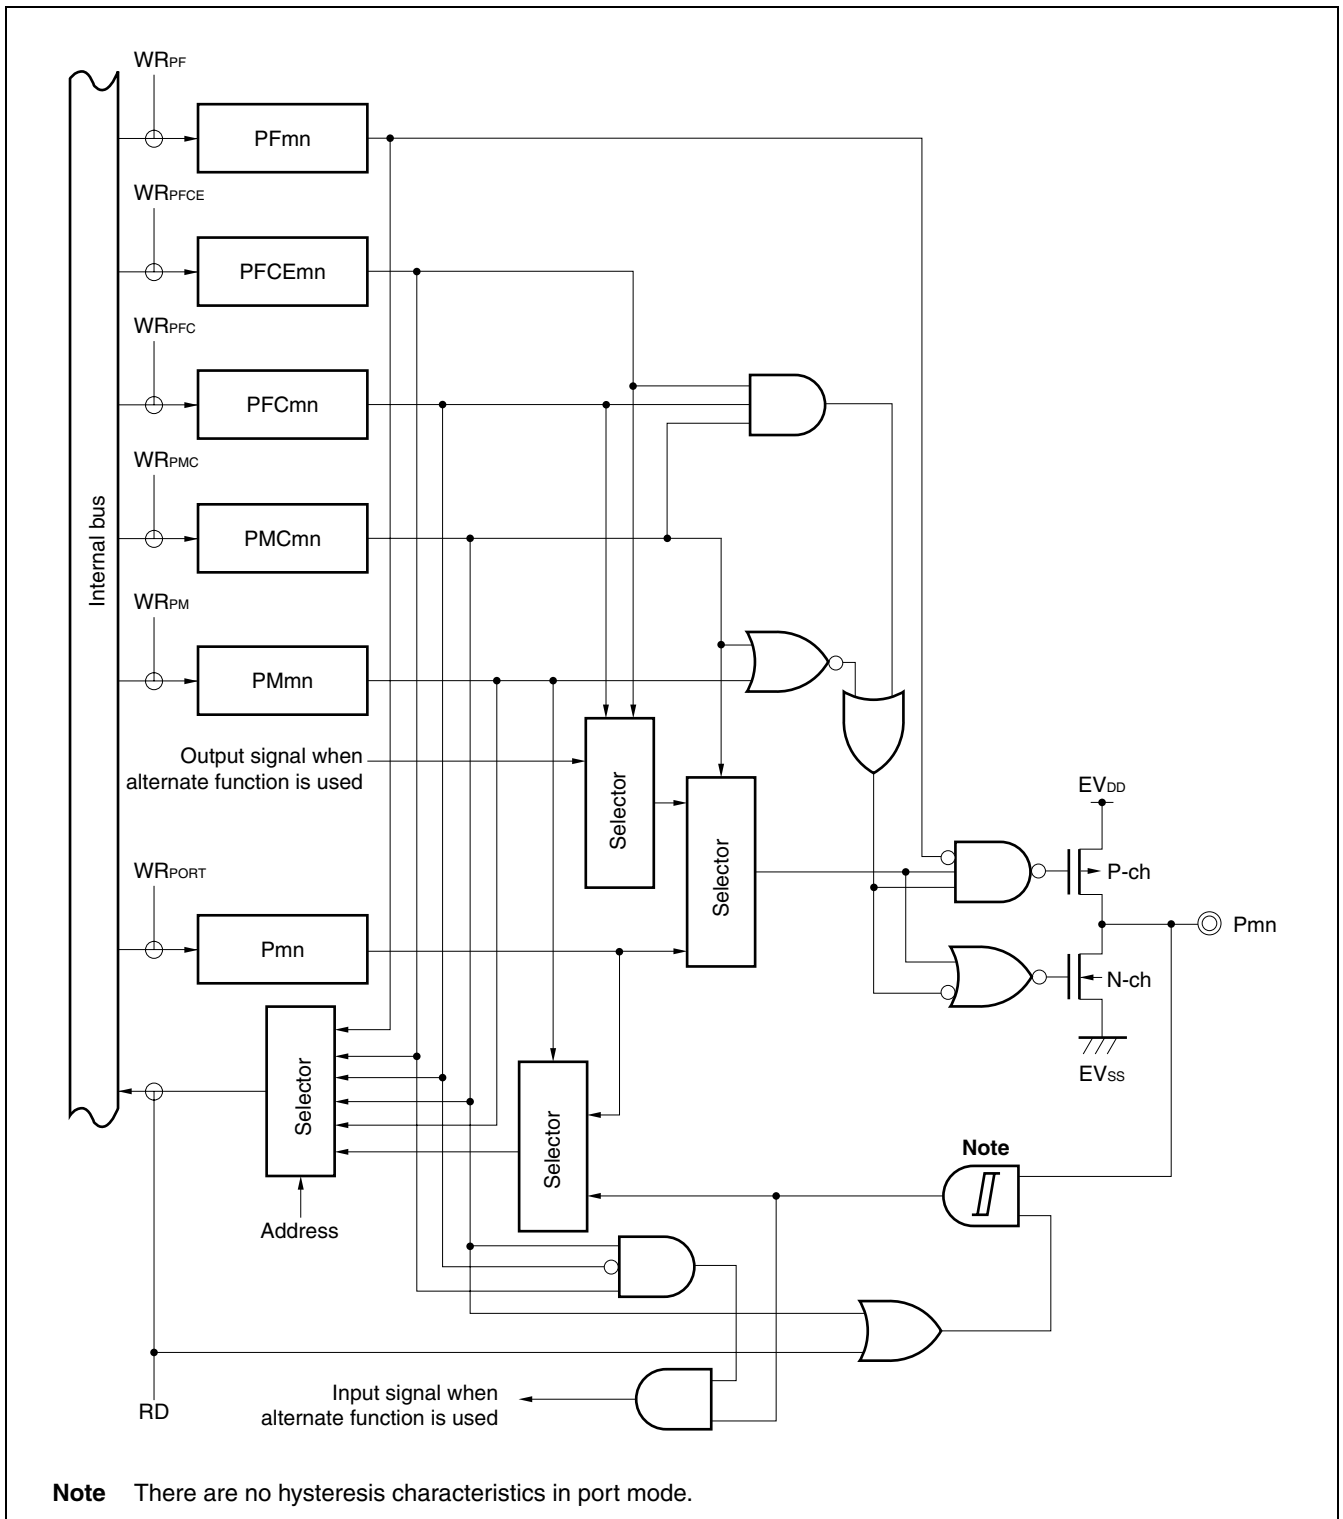 WRPF
PFmn
WRPFCE
PFCEmn
WRPFC
PFCmn
WRPMC
PMCmn
Internal bus
WRPM
PMmn
Output signal when
alternate function is used
Selector
Selector
EVDD
P-ch
WRPORT
Pmn
Pmn
N-ch
EVSS
Selector
Selector
Address
Note
Input signal when
alternate function is used
RD
Note There are no hysteresis characteristics in port mode.